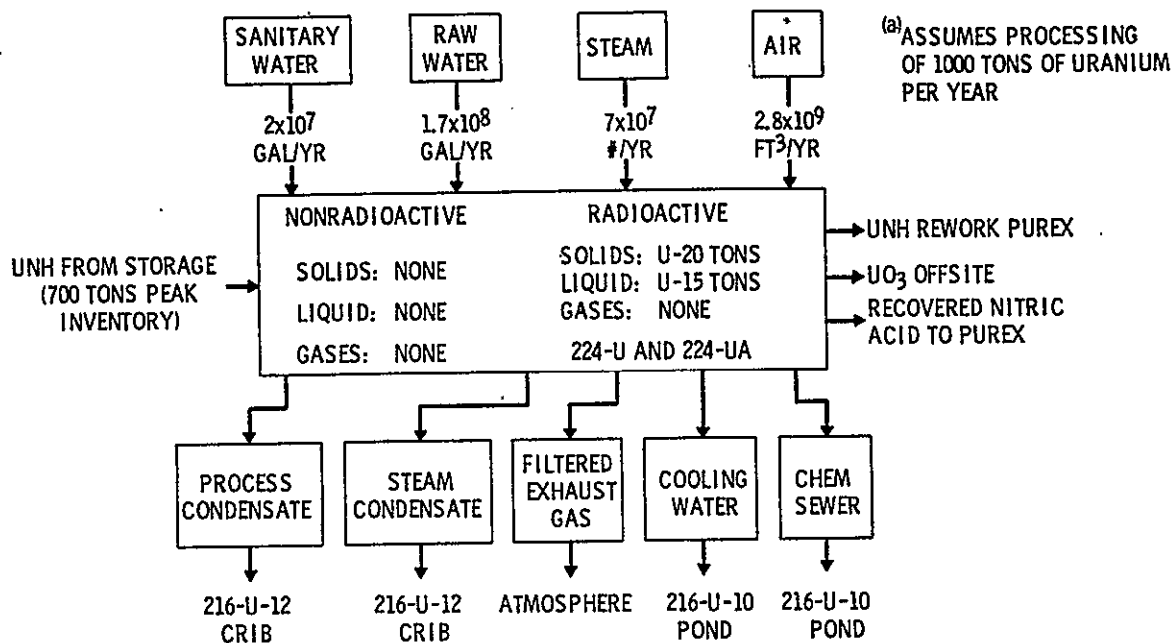 SANITARY
WATER
RAW
WATER
STEAM
AIR
(a) ASSUMES PROCESSING
OF 1000 TONS OF URANIUM
PER YEAR
2x10⁷
GAL/YR
1.7x10⁸
GAL/YR
7x10⁷
#/YR
2.8x10⁹
FT³/YR
UNH FROM STORAGE
(700 TONS PEAK
INVENTORY)
NONRADIOACTIVE
SOLIDS: NONE
LIQUID: NONE
GASES: NONE
RADIOACTIVE
SOLIDS: U-20 TONS
LIQUID: U-15 TONS
GASES: NONE
224-U AND 224-UA
UNH REWORK PUREX
UO₃ OFFSITE
RECOVERED NITRIC
ACID TO PUREX
PROCESS
CONDENSATE
STEAM
CONDENSATE
FILTERED
EXHAUST
GAS
COOLING
WATER
CHEM
SEWER
216-U-12
CRIB
216-U-12
CRIB
ATMOSPHERE
216-U-10
POND
216-U-10
POND